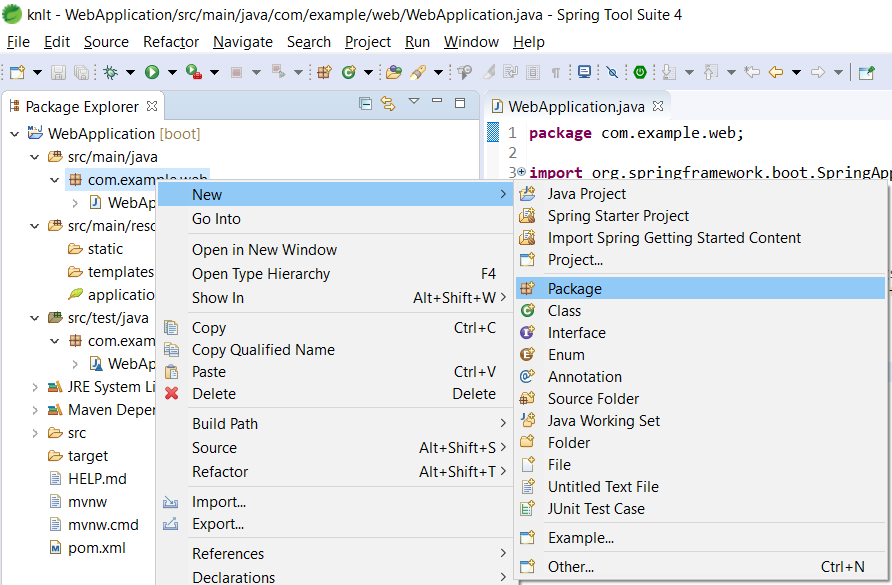 knlt - WebApplication/src/main/java/com/example/web/WebApplication.java - Spring Tool Suite 4
File Edit Source Refactor Navigate Search Project Run Window Help
Package Explorer
WebApplication [boot]
src/main/java
com.example.web
WebAp
src/main/reso
static
templates
applicatio
src/test/java
com.exam
WebAp
JRE System Li
Maven Deper
src
target
HELP.md
mvnw
mvnw.cmd
pom.xml
WebApplication.java
1 package com.example.web;
2
3 import org.springframework.boot.SpringApp
New
Go Into
Open in New Window
Open Type Hierarchy F4
Show In Alt+Shift+W
Copy Ctrl+C
Copy Qualified Name
Paste Ctrl+V
Delete Delete
Build Path
Source Alt+Shift+S
Refactor Alt+Shift+T
Import...
Export...
References
Declarations
Java Project
Spring Starter Project
Import Spring Getting Started Content
Project...
Package
Class
Interface
Enum
Annotation
Source Folder
Java Working Set
Folder
File
Untitled Text File
JUnit Test Case
Example...
Other... Ctrl+N